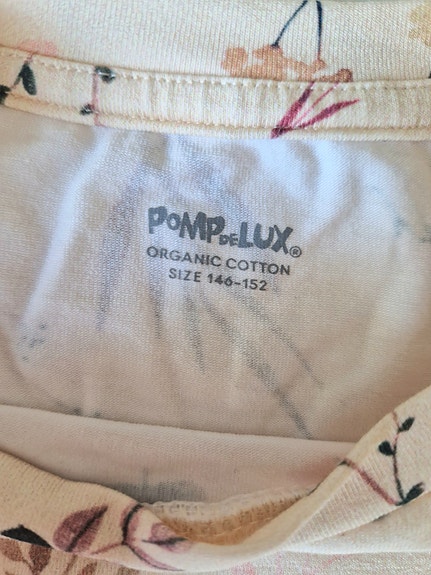 POMPDELUX®
ORGANIC COTTON
SIZE 146-152